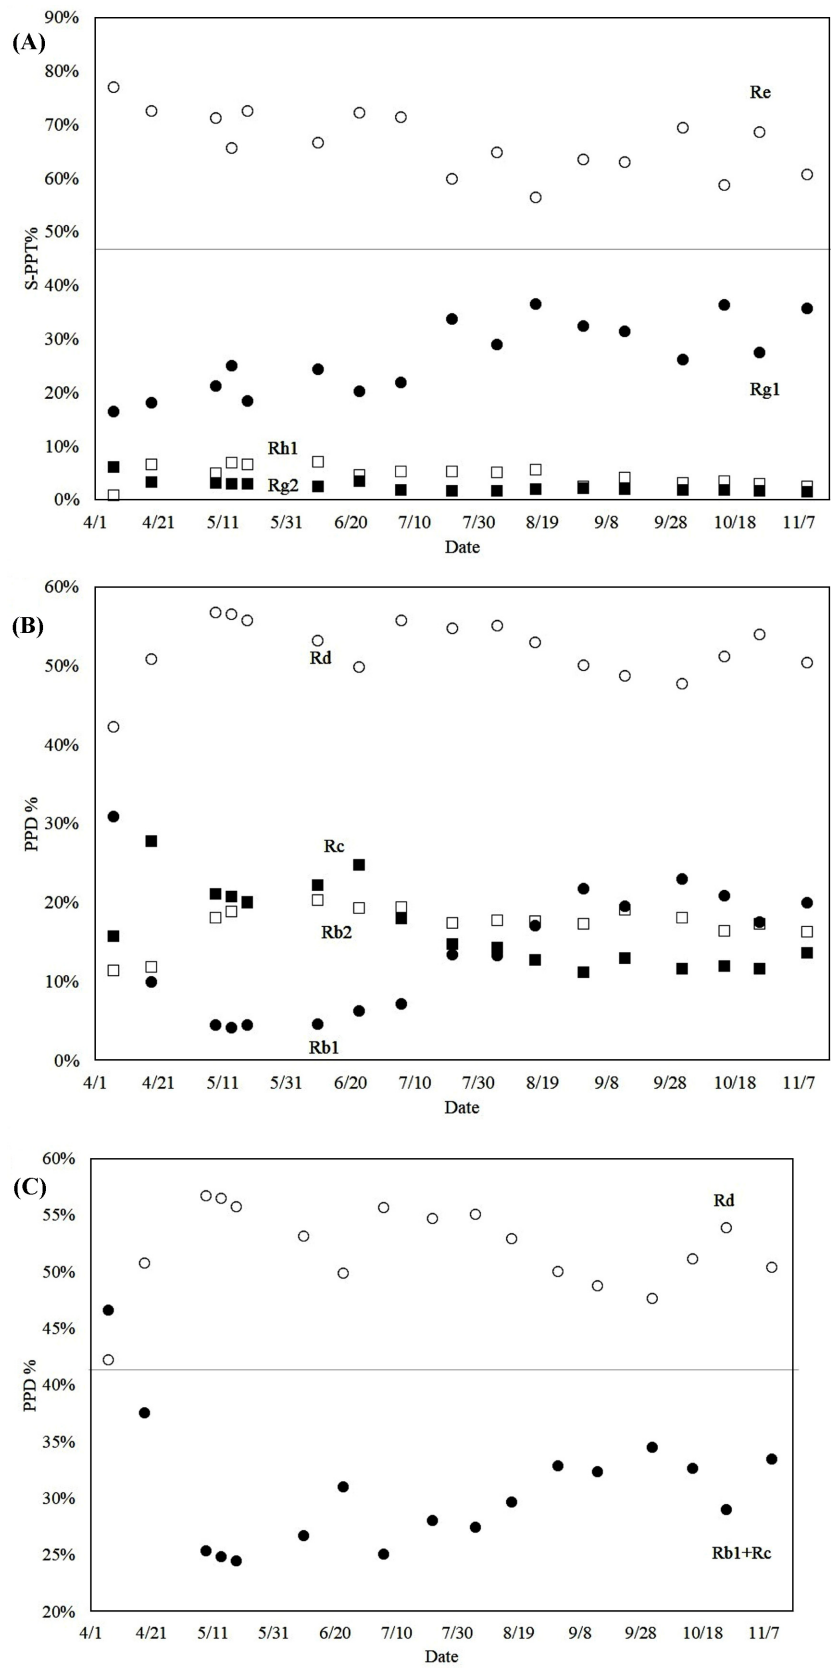 (A)
90%
80%
70%
60%
50%
40%
30%
20%
10%
0%
S-PPT%
Re
Rg1
Rh1
Rg2
4/1 4/21 5/11 5/31 6/20 7/10 7/30 8/19 9/8 9/28 10/18 11/7
Date
(B)
60%
50%
40%
30%
20%
10%
0%
PPD %
Rd
Rc
Rb2
Rb1
4/1 4/21 5/11 5/31 6/20 7/10 7/30 8/19 9/8 9/28 10/18 11/7
Date
(C)
60%
55%
50%
45%
40%
35%
30%
25%
20%
PPD %
Rd
Rb1+Rc
4/1 4/21 5/11 5/31 6/20 7/10 7/30 8/19 9/8 9/28 10/18 11/7
Date